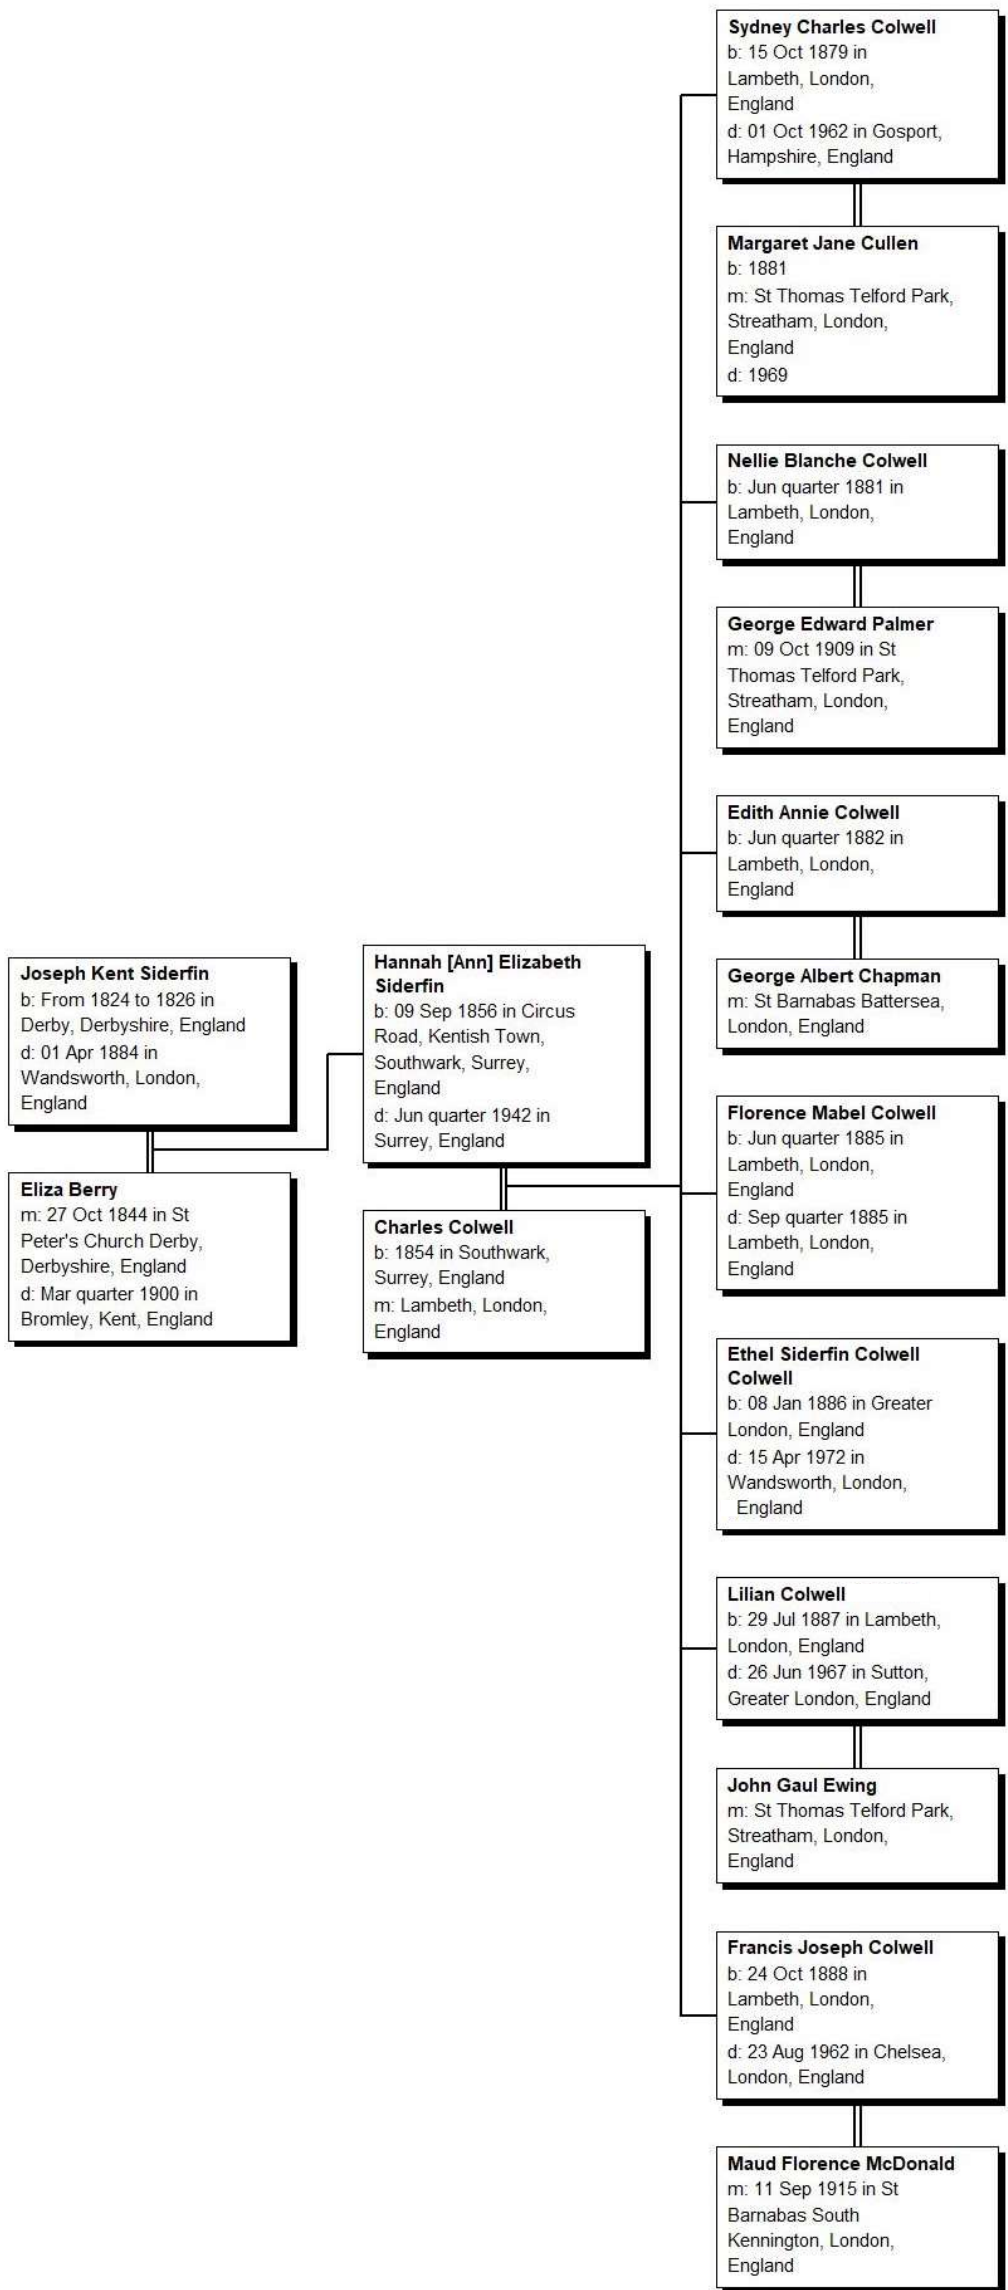 Sydney Charles Colwell
b: 15 Oct 1879 in
Lambeth, London,
England
d: 01 Oct 1962 in Gosport,
Hampshire, England
Margaret Jane Cullen
b: 1881
m: St Thomas Telford Park,
Streatham, London,
England
d: 1969
Nellie Blanche Colwell
b: Jun quarter 1881 in
Lambeth, London,
England
George Edward Palmer
m: 09 Oct 1909 in St
Thomas Telford Park,
Streatham, London,
England
Edith Annie Colwell
b: Jun quarter 1882 in
Lambeth, London,
England
George Albert Chapman
m: St Barnabas Battersea,
London, England
Joseph Kent Siderfin
b: From 1824 to 1826 in
Derby, Derbyshire, England
d: 01 Apr 1884 in
Wandsworth, London,
England
Eliza Berry
m: 27 Oct 1844 in St
Peter's Church Derby,
Derbyshire, England
d: Mar quarter 1900 in
Bromley, Kent, England
Hannah [Ann] Elizabeth
Siderfin
b: 09 Sep 1856 in Circus
Road, Kentish Town,
Southwark, Surrey,
England
d: Jun quarter 1942 in
Surrey, England
Charles Colwell
b: 1854 in Southwark,
Surrey, England
m: Lambeth, London,
England
Florence Mabel Colwell
b: Jun quarter 1885 in
Lambeth, London,
England
d: Sep quarter 1885 in
Lambeth, London,
England
Ethel Siderfin Colwell
Colwell
b: 08 Jan 1886 in Greater
London, England
d: 15 Apr 1972 in
Wandsworth, London,
England
Lilian Colwell
b: 29 Jul 1887 in Lambeth,
London, England
d: 26 Jun 1967 in Sutton,
Greater London, England
John Gaul Ewing
m: St Thomas Telford Park,
Streatham, London,
England
Francis Joseph Colwell
b: 24 Oct 1888 in
Lambeth, London,
England
d: 23 Aug 1962 in Chelsea,
London, England
Maud Florence McDonald
m: 11 Sep 1915 in St
Barnabas South
Kennington, London,
England